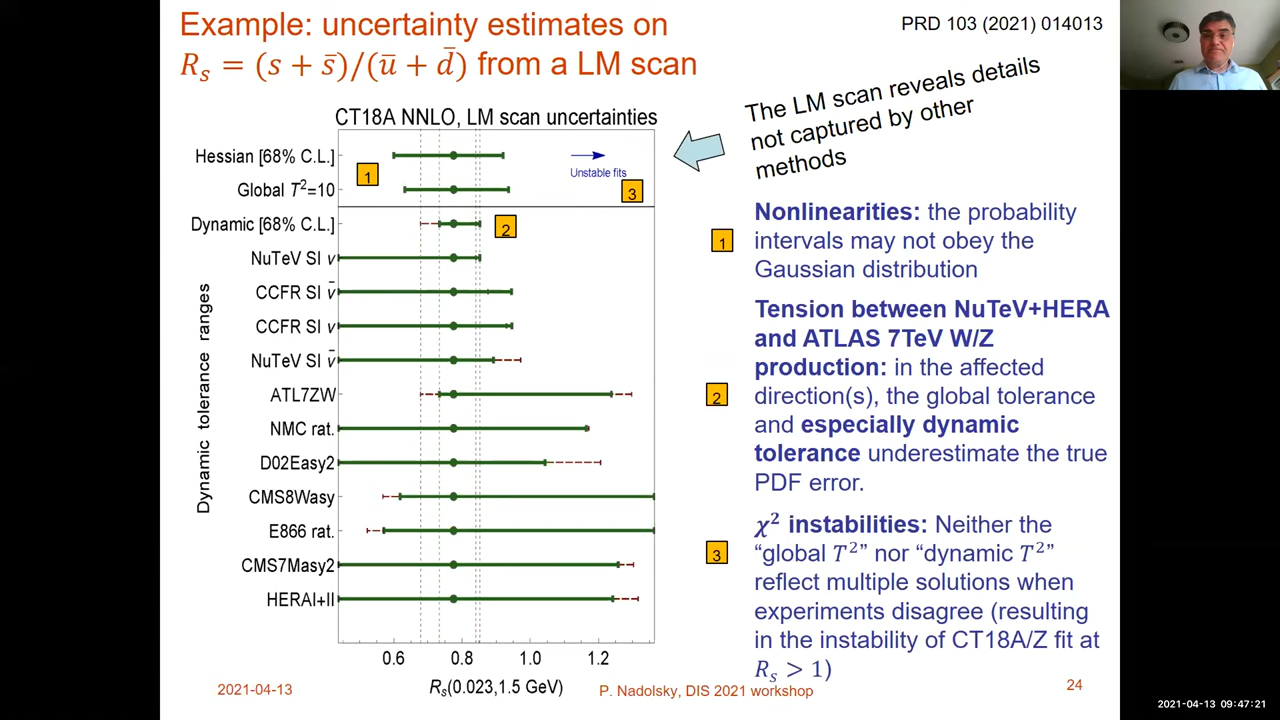 Example: uncertainty estimates on
R_s = (s + s̄)/(ū + d̄) from a LM scan
PRD 103 (2021) 014013
The LM scan reveals details
not captured by other
methods
CT18A NNLO, LM scan uncertainties
Hessian [68% C.L.]
Global T²=10
1
Unstable fits
3
Dynamic [68% C.L.]
2
NuTeV SI ν
CCFR SI ν̄
CCFR SI ν
NuTeV SI ν̄
ATL7ZW
NMC rat.
D02Easy2
CMS8Wasy
E866 rat.
CMS7Masy2
HERAI+II
Dynamic tolerance ranges
0.6 0.8 1.0 1.2
R_s(0.023,1.5 GeV)
1
Nonlinearities: the probability
intervals may not obey the
Gaussian distribution
Tension between NuTeV+HERA
and ATLAS 7TeV W/Z
production: in the affected
2
direction(s), the global tolerance
and especially dynamic
tolerance underestimate the true
PDF error.
χ² instabilities: Neither the
3
“global T²” nor “dynamic T²”
reflect multiple solutions when
experiments disagree (resulting
in the instability of CT18A/Z fit at
R_s > 1)
2021-04-13
P. Nadolsky, DIS 2021 workshop
24
2021-04-13 09:47:21